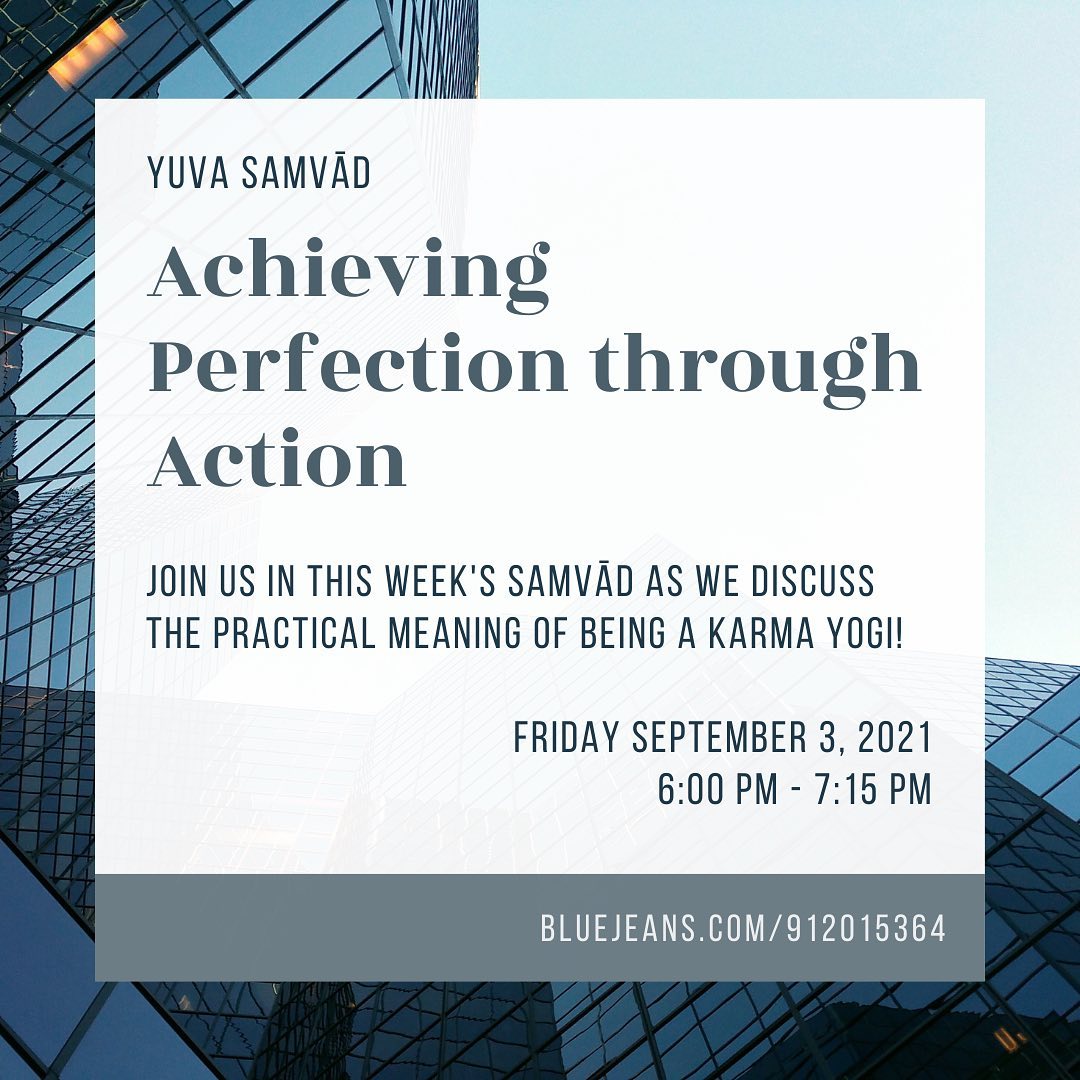 YUVA SAMVĀD
Achieving
Perfection through
Action
JOIN US IN THIS WEEK'S SAMVĀD AS WE DISCUSS
THE PRACTICAL MEANING OF BEING A KARMA YOGI!
FRIDAY SEPTEMBER 3, 2021
6:00 PM - 7:15 PM
BLUEJEANS.COM/912015364